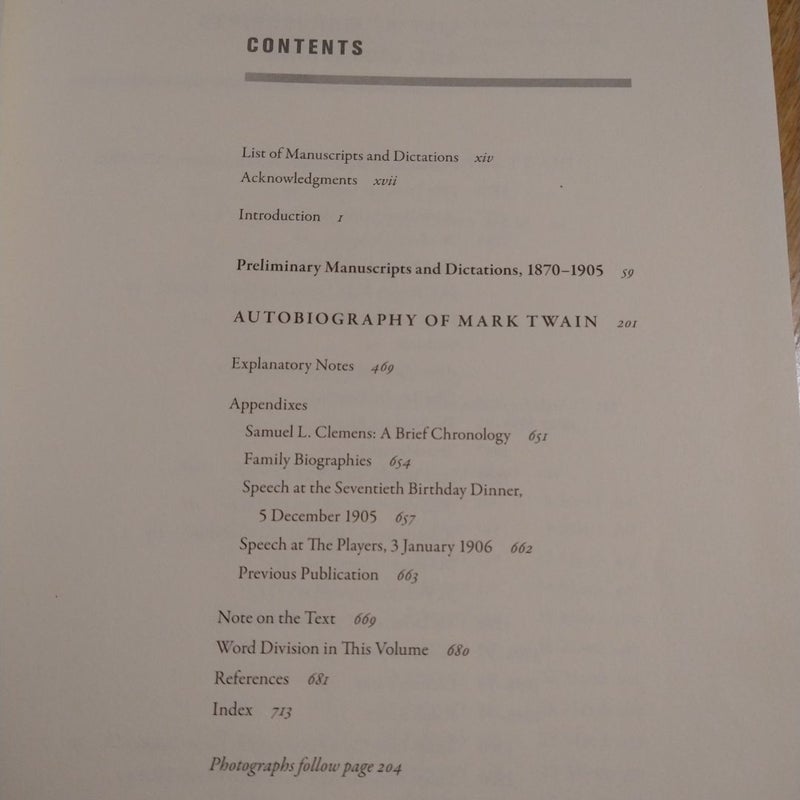 CONTENTS
List of Manuscripts and Dictations xiv
Acknowledgments xvii
Introduction 1
Preliminary Manuscripts and Dictations, 1870–1905 59
AUTOBIOGRAPHY OF MARK TWAIN 201
Explanatory Notes 469
Appendixes
Samuel L. Clemens: A Brief Chronology 651
Family Biographies 654
Speech at the Seventieth Birthday Dinner,
5 December 1905 657
Speech at The Players, 3 January 1906 662
Previous Publication 663
Note on the Text 669
Word Division in This Volume 680
References 681
Index 713
Photographs follow page 204